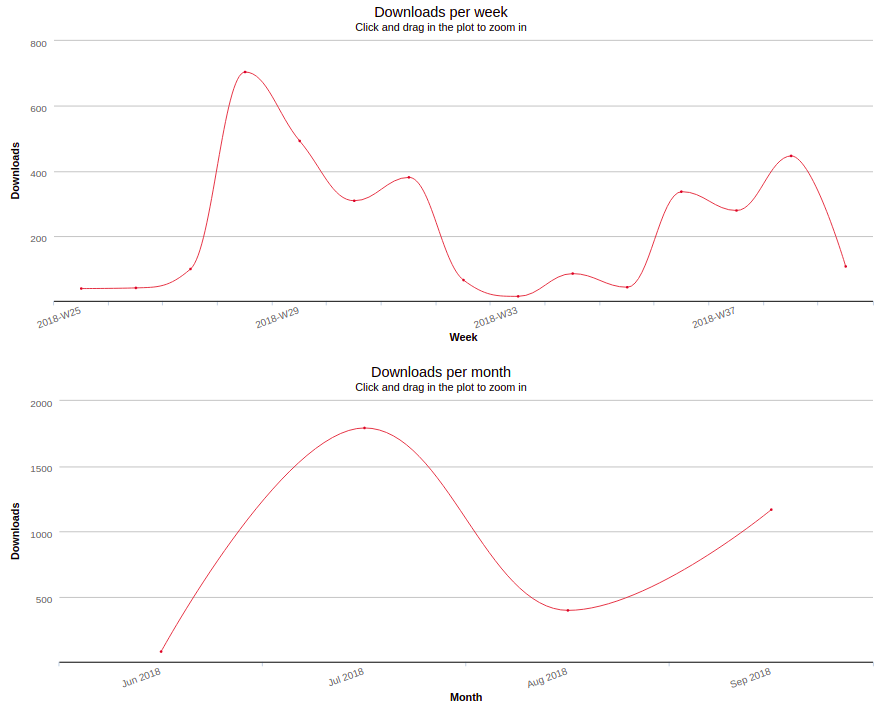 Downloads per week
Click and drag in the plot to zoom in
800
600
400
200
Downloads
2018-W25
2018-W29
2018-W33
2018-W37
Week
Downloads per month
Click and drag in the plot to zoom in
2000
1500
1000
500
Downloads
Jun 2018
Jul 2018
Aug 2018
Sep 2018
Month